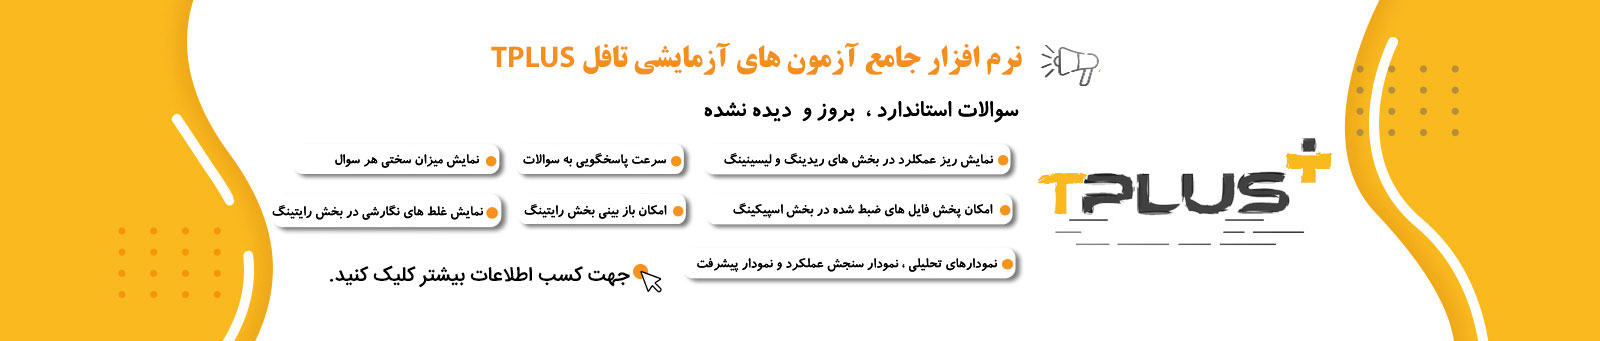 نرم افزار جامع آزمون های آزمایشی تافل TPLUS
سوالات استاندارد ، بروز و دیده نشده
نمایش ریز عمکلرد در بخش های ریدینگ و لیسینینگ
سرعت پاسخگویی به سوالات
نمایش میزان سختی هر سوال
امکان پخش فایل های ضبط شده در بخش اسپیکینگ
امکان باز بینی بخش رایتینگ
نمایش غلط های نگارشی در بخش رایتینگ
نمودارهای تحلیلی ، نمودار سنجش عملکرد و نمودار پیشرفت
جهت کسب اطلاعات بیشتر کلیک کنید.
TPLUS+